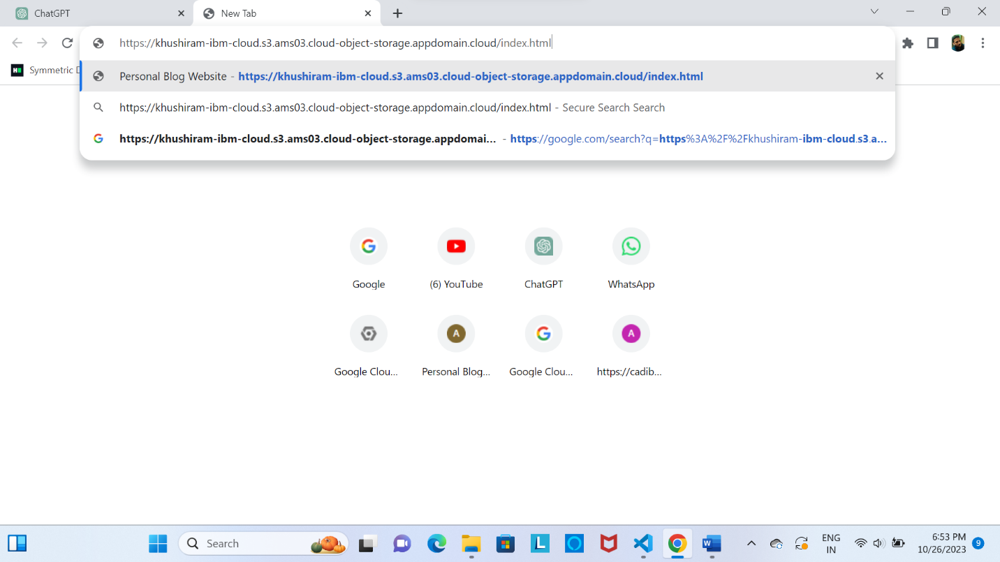 ChatGPT
New Tab
https://khushiram-ibm-cloud.s3.ams03.cloud-object-storage.appdomain.cloud/index.html
Symmetric
Personal Blog Website - https://khushiram-ibm-cloud.s3.ams03.cloud-object-storage.appdomain.cloud/index.html
https://khushiram-ibm-cloud.s3.ams03.cloud-object-storage.appdomain.cloud/index.html - Secure Search Search
https://khushiram-ibm-cloud.s3.ams03.cloud-object-storage.appdomai... - https://google.com/search?q=https%3A%2F%2Fkhushiram-ibm-cloud.s3.a...
Google
(6) YouTube
ChatGPT
WhatsApp
A
A
Google Clou...
Personal Blog...
Google Clou...
https://cadib...
Search
ENG
IN
6:53 PM
10/26/2023
9